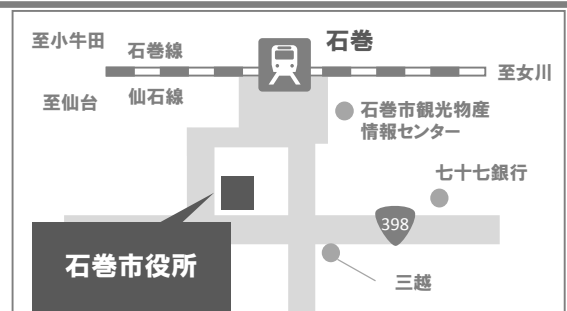 至小牛田
石巻線
石巻
至女川
至仙台
仙石線
石巻市観光物産
情報センター
七十七銀行
398
石巻市役所
三越